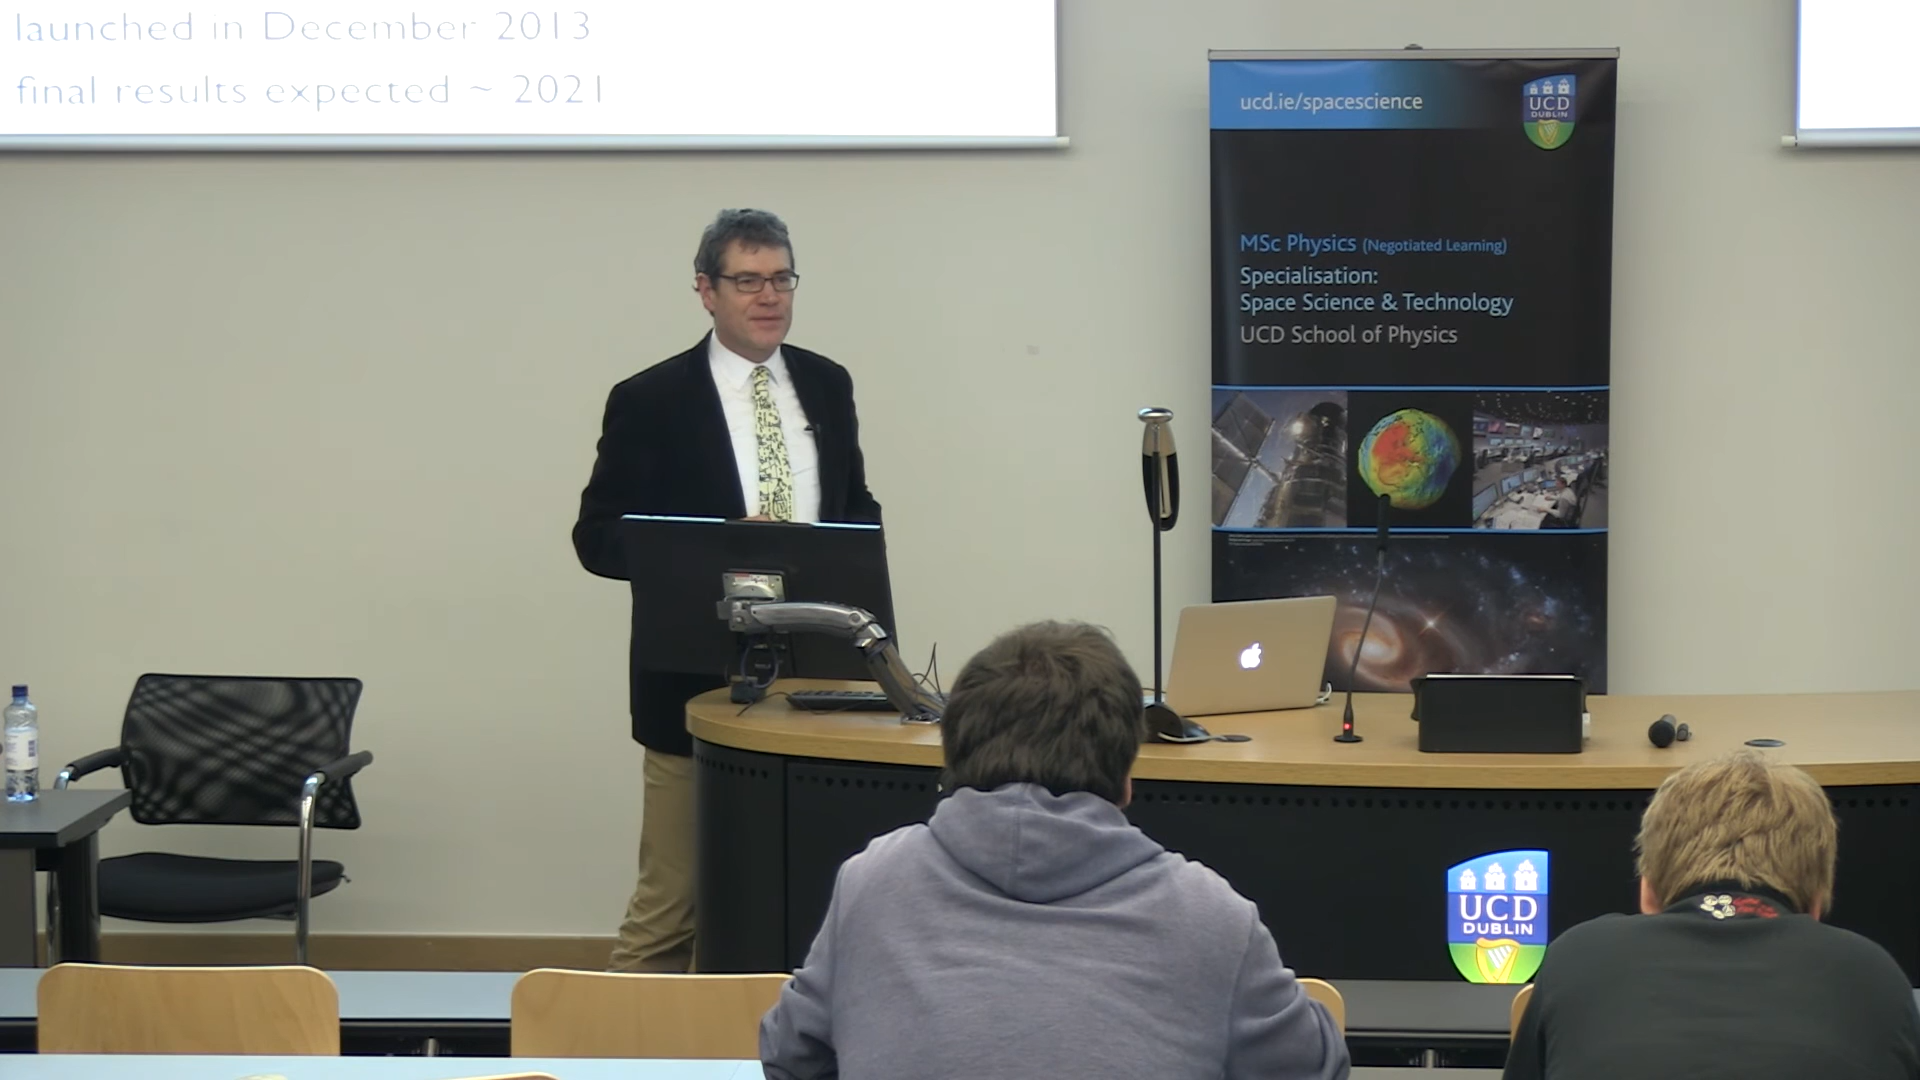 launched in December 2013
final results expected ~ 2021
ucd.ie/spacescience
UCD
DUBLIN
MSc Physics (Negotiated Learning)
Specialisation:
Space Science & Technology
UCD School of Physics
UCD
DUBLIN